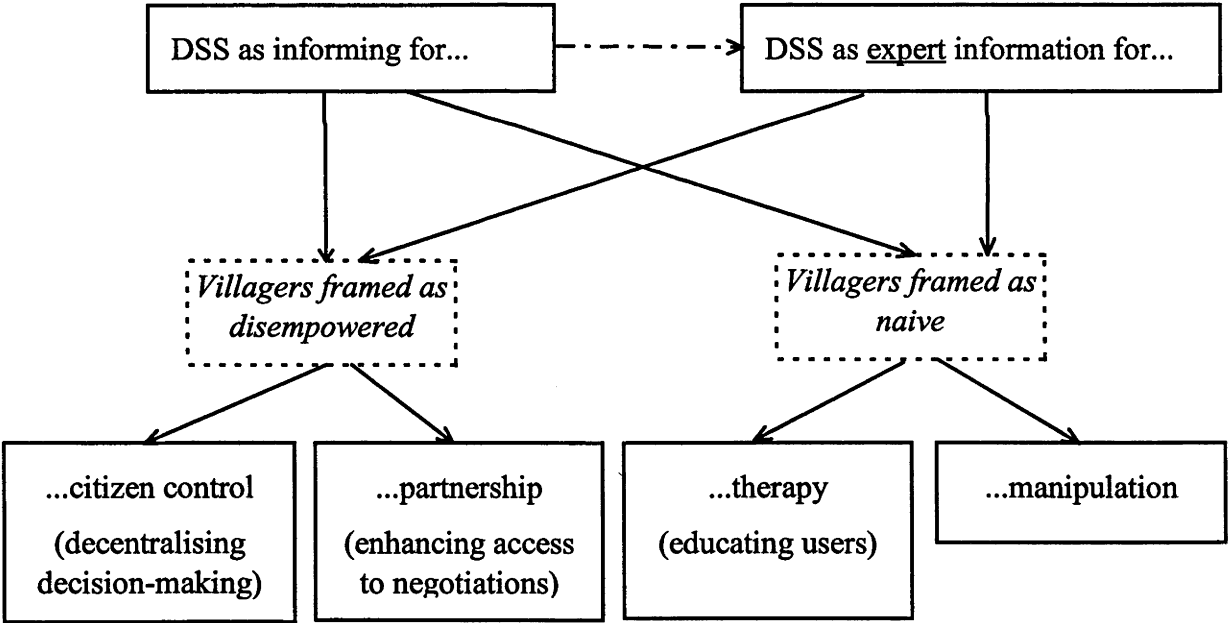 DSS as informing for...
DSS as expert information for...
Villagers framed as
disempowered
Villagers framed as
naive
...citizen control
(decentralising
decision-making)
...partnership
(enhancing access
to negotiations)
...therapy
(educating users)
...manipulation